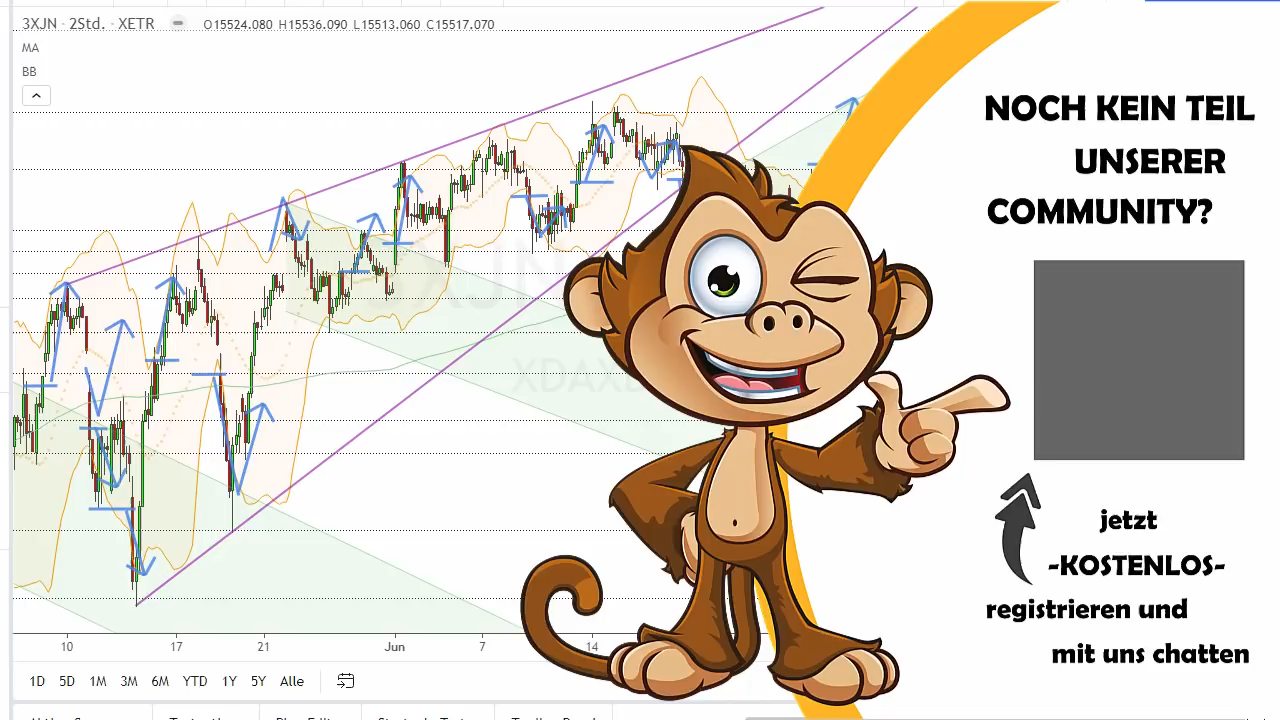 3XJN · 2Std. · XETR O15524.080 H15536.090 L15513.060 C15517.070
MA
BB
NOCH KEIN TEIL
UNSERER
COMMUNITY?
jetzt
-KOSTENLOS-
registrieren und
mit uns chatten
10 17 21 Jun 7 14
1D 5D 1M 3M 6M YTD 1Y 5Y Alle